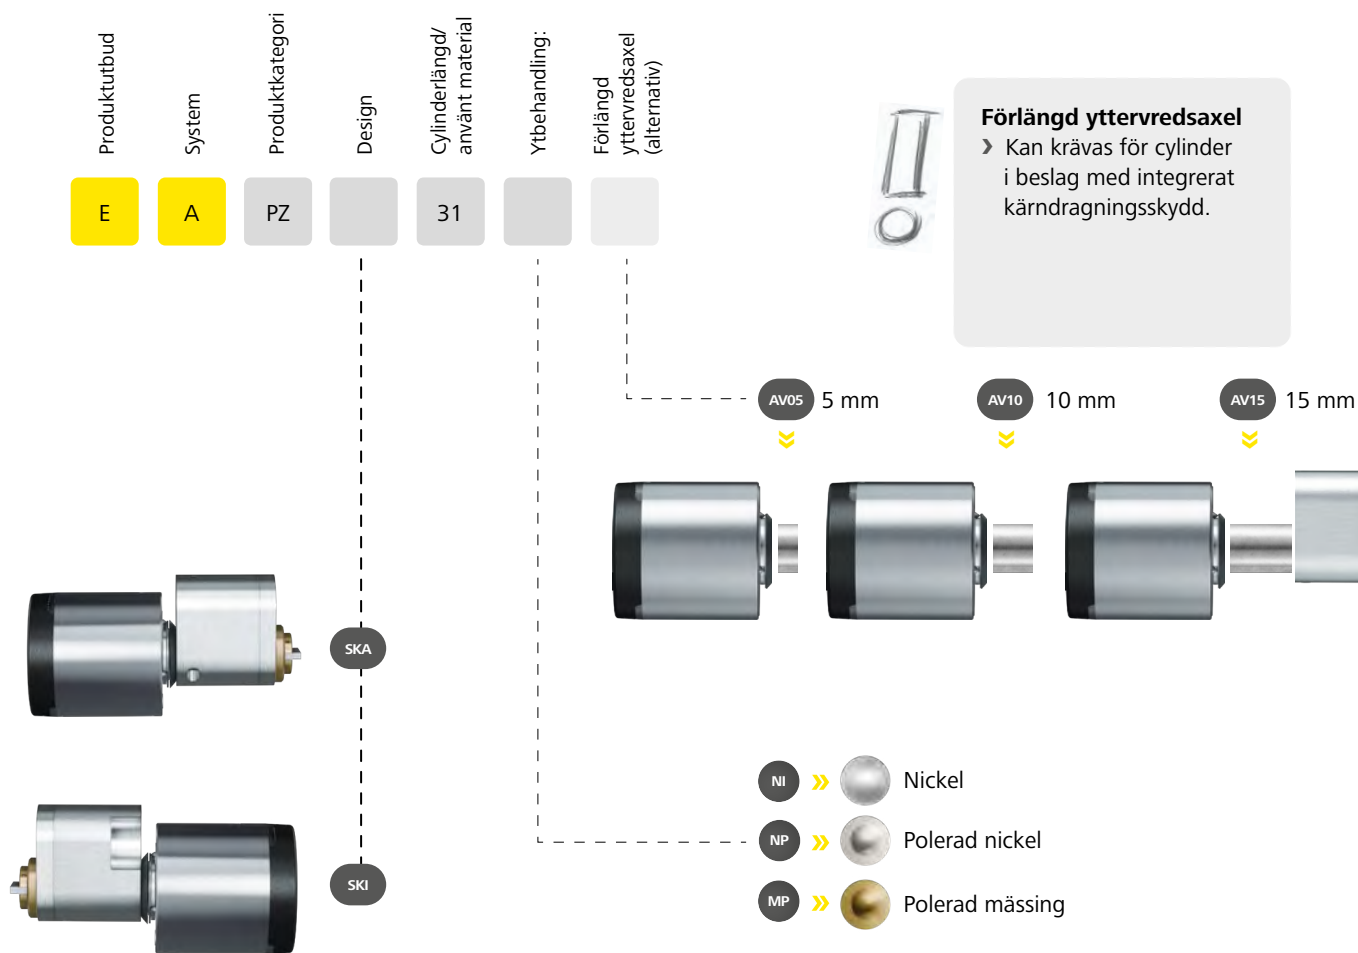 Produktutbud
System
Produktkategori
Design
Cylinderlängd/
använt material
Ytbehandling:
Förlängd
yttervredsaxel
(alternativ)
E
A
PZ
31
Förlängd yttervredsaxel
› Kan krävas för cylinder
i beslag med integrerat
kärndragningsskydd.
AV05 5 mm
AV10 10 mm
AV15 15 mm
SKA
SKI
NI » Nickel
NP » Polerad nickel
MP » Polerad mässing